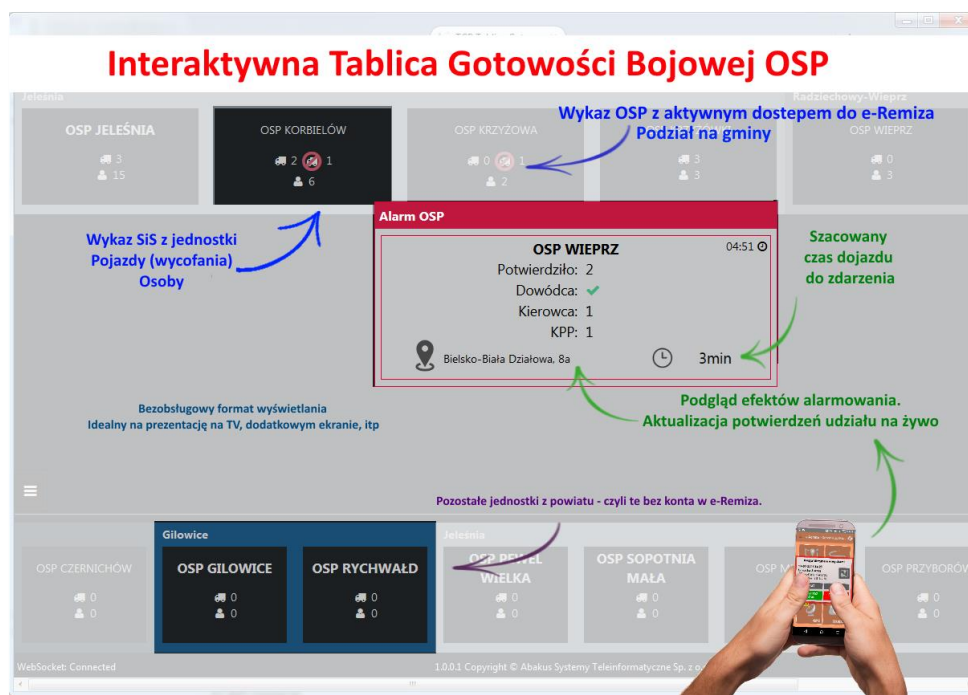 Interaktywna Tablica Gotowości Bojowej OSP
Jeleśnia
Radziechowy-Wieprz
Wykaz OSP z aktywnym dostępem do e-Remiza
Podział na gminy
OSP JELEŚNIA
3
15
OSP KORBIELÓW
2 1
6
OSP KRZYŻOWA
0 1
2
3
3
OSP WIEPRZ
0
3
Wykaz SiS z jednostki
Pojazdy (wycofania)
Osoby
Alarm OSP
OSP WIEPRZ 04:51
Potwierdziło: 2
Dowódca: ✔
Kierowca: 1
KPP: 1
Bielsko-Biała Działowa, 8a
3min
Szacowany
czas dojazdu
do zdarzenia
Podgląd efektów alarmowania.
Aktualizacja potwierdzeń udziału na żywo
Bezobsługowy format wyświetlania
Idealny na prezentację na TV, dodatkowym ekranie, itp
Pozostałe jednostki z powiatu - czyli te bez konta w e-Remiza.
Gilowice
Jeleśnia
OSP CZERNICHÓW
0
0
OSP GILOWICE
0
0
OSP RYCHWAŁD
0
0
OSP PEWEL
WIELKA
0
0
OSP SOPOTNIA
MAŁA
0
0
OSP
OSP PRZYBORÓW
0
0
WebSocket: Connected
1.0.0.1 Copyright © Abakus Systemy Teleinformatyczne Sp. z o.